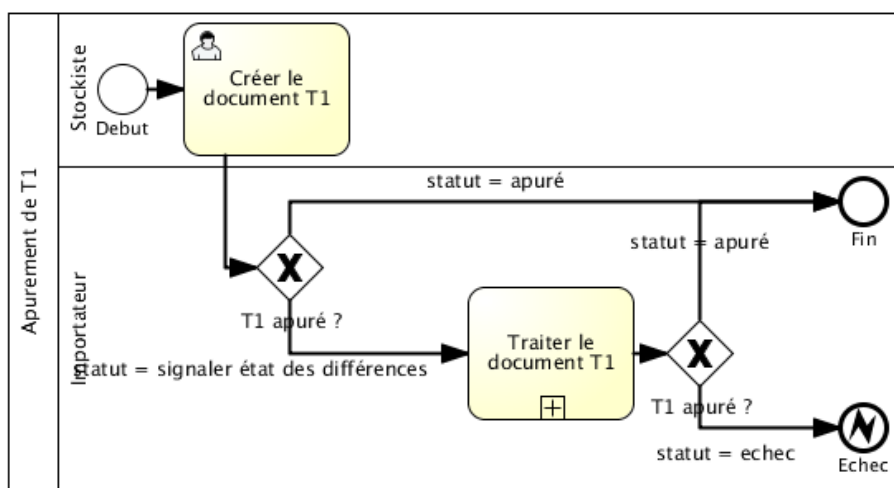 Apurement de T1
Stockiste
Debut
Créer le
document T1
Importateur
statut = apuré
T1 apuré ?
statut = signaler état des différences
Traiter le
document T1
statut = apuré
Fin
T1 apuré ?
statut = echec
Echec